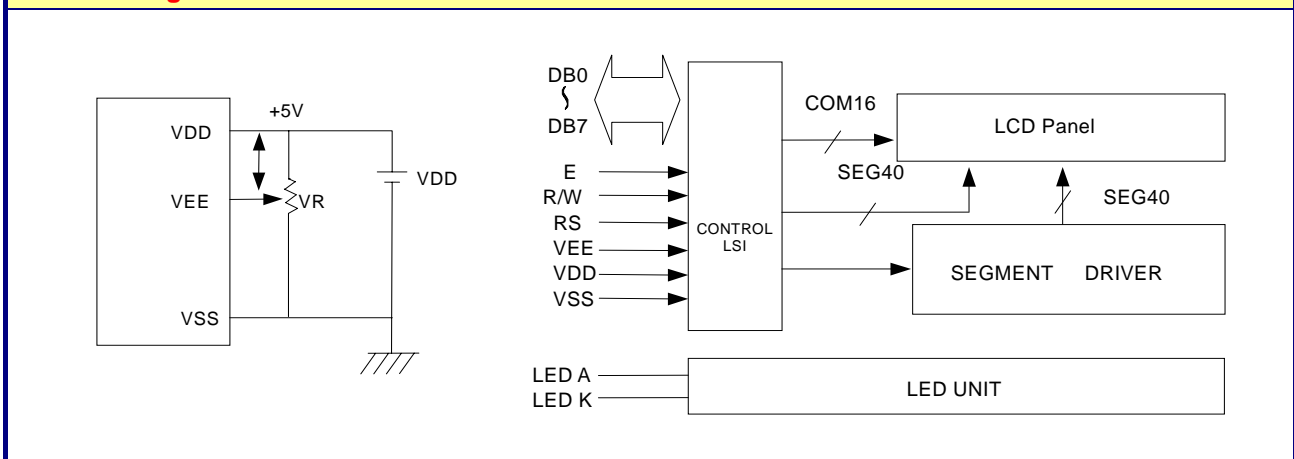 +5V
VDD
VEE
VR
VSS
VDD
DB0
DB7
E
R/W
RS
VEE
VDD
VSS
CONTROL
LSI
COM16
SEG40
LCD Panel
SEG40
SEGMENT DRIVER
LED A
LED K
LED UNIT